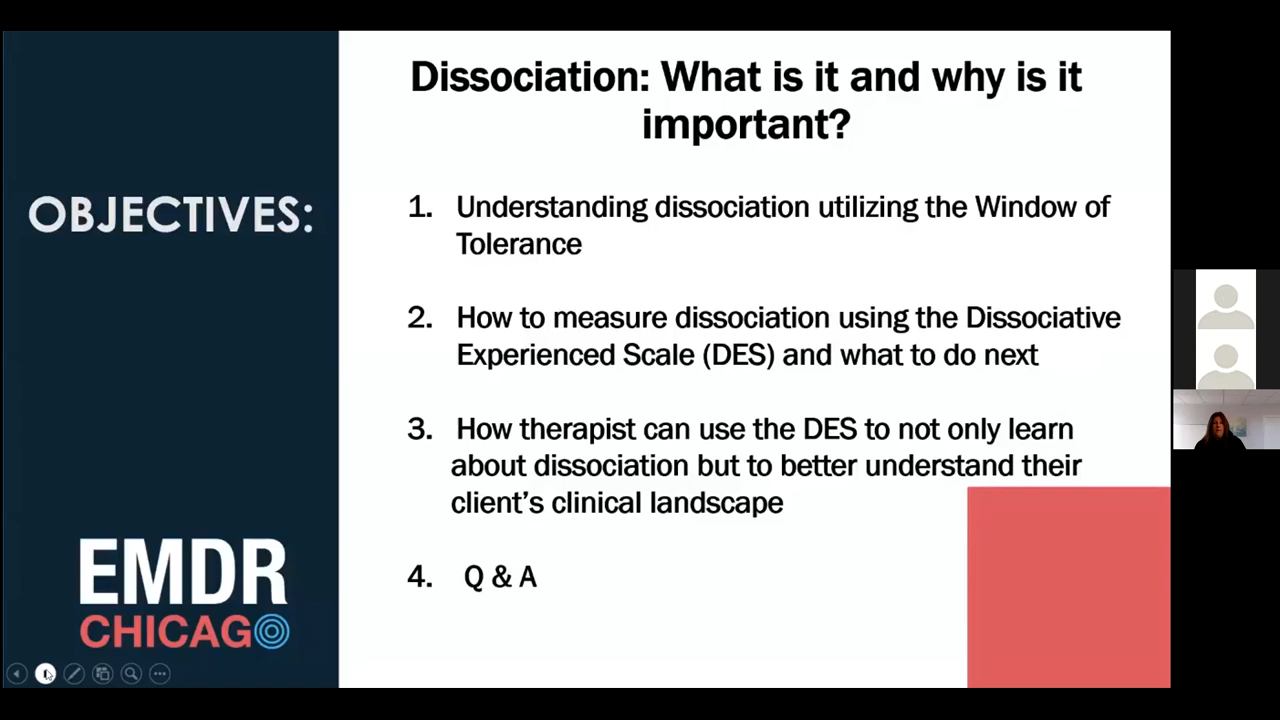 Dissociation: What is it and why is it
important?
OBJECTIVES:
1. Understanding dissociation utilizing the Window of
Tolerance
2. How to measure dissociation using the Dissociative
Experienced Scale (DES) and what to do next
3. How therapist can use the DES to not only learn
about dissociation but to better understand their
client’s clinical landscape
4. Q & A
EMDR
CHICAGO